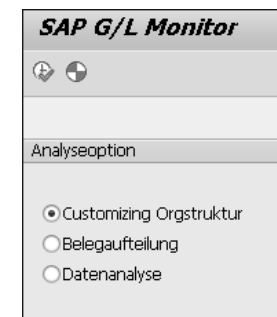 SAP G/L Monitor
Analyseoption
Customizing Orgstruktur
Belegaufteilung
Datenanalyse